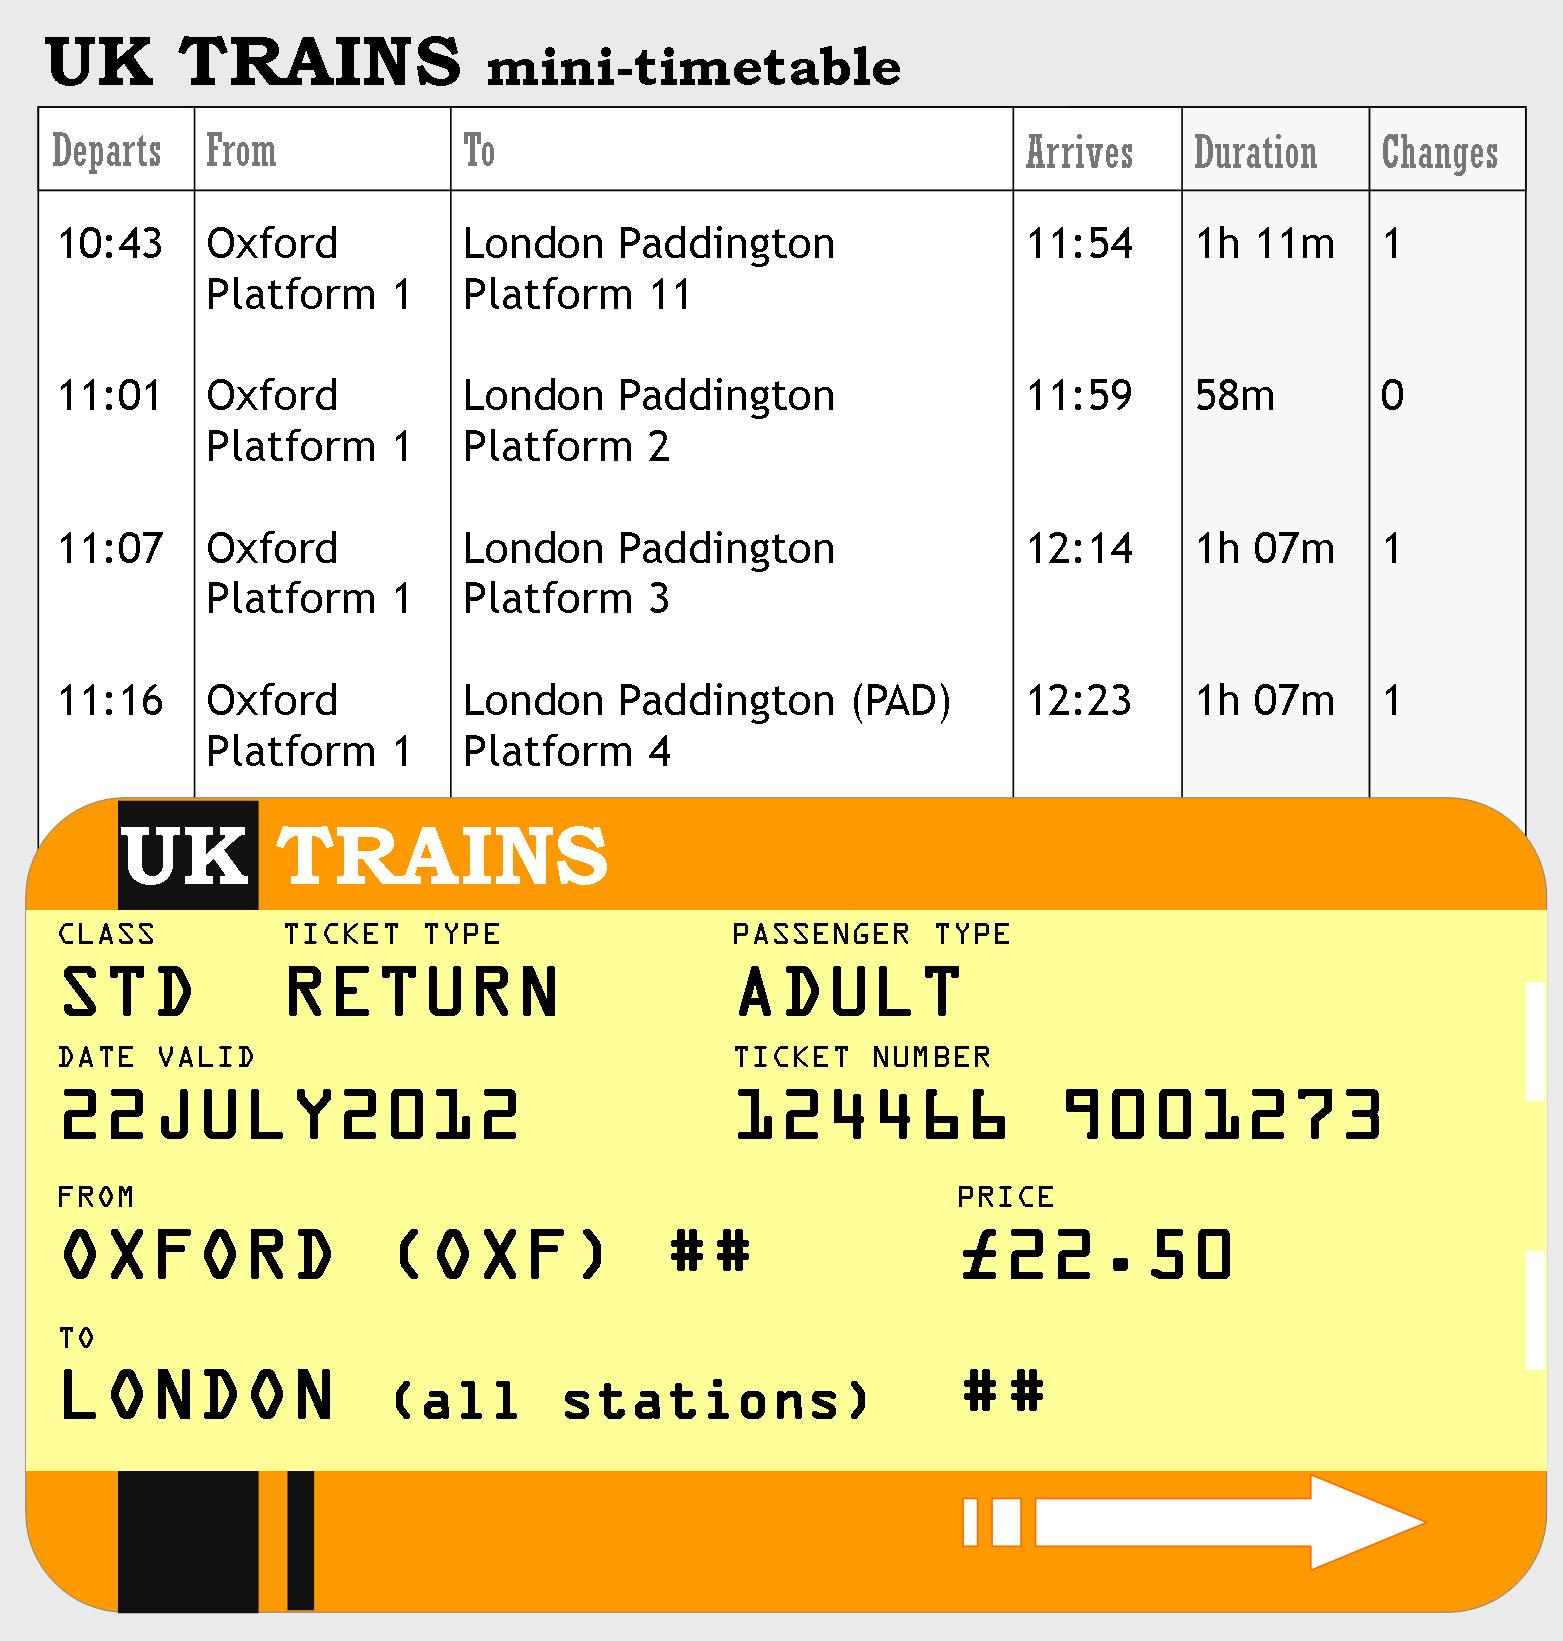 UK TRAINS mini-timetable
Departs From To Arrives Duration Changes
10:43 Oxford London Paddington 11:54 1h 11m 1
Platform 1 Platform 11
11:01 Oxford London Paddington 11:59 58m 0
Platform 1 Platform 2
11:07 Oxford London Paddington 12:14 1h 07m 1
Platform 1 Platform 3
11:16 Oxford London Paddington (PAD) 12:23 1h 07m 1
Platform 1 Platform 4
UK TRAINS
CLASS TICKET TYPE PASSENGER TYPE
STD RETURN ADULT
DATE VALID TICKET NUMBER
22JULY2012 124466 9001273
FROM PRICE
OXFORD (OXF) ## £22.50
TO
LONDON (all stations) ##